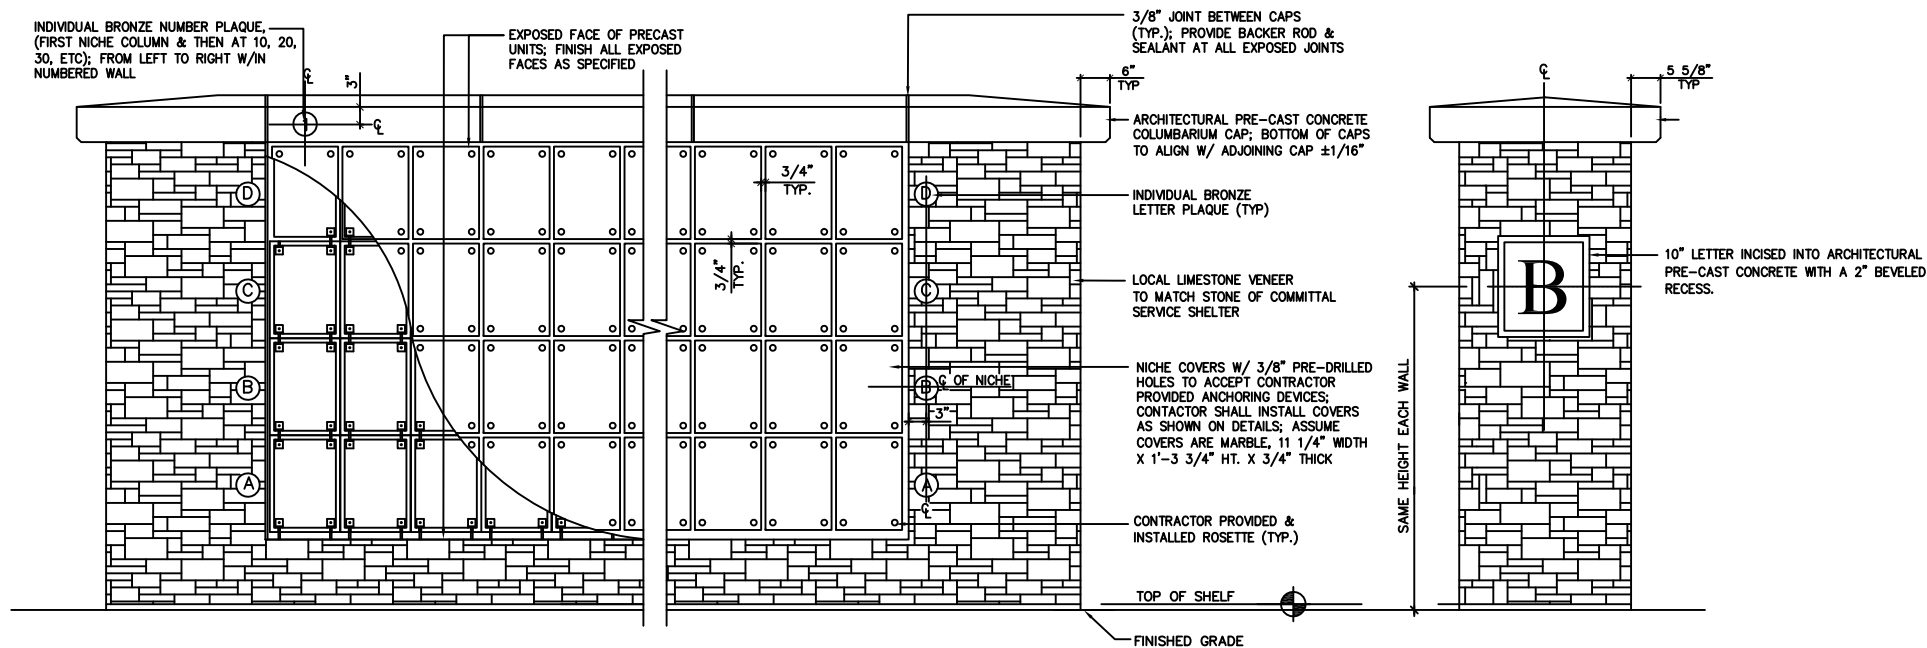 INDIVIDUAL BRONZE NUMBER PLAQUE,
(FIRST NICHE COLUMN & THEN AT 10, 20,
30, ETC); FROM LEFT TO RIGHT W/IN
NUMBERED WALL
℄
3"
℄
1
EXPOSED FACE OF PRECAST
UNITS; FINISH ALL EXPOSED
FACES AS SPECIFIED
3/8" JOINT BETWEEN CAPS
(TYP.); PROVIDE BACKER ROD &
SEALANT AT ALL EXPOSED JOINTS
6"
TYP
ARCHITECTURAL PRE-CAST CONCRETE
COLUMBARIUM CAP; BOTTOM OF CAPS
TO ALIGN W/ ADJOINING CAP ±1/16"
3/4"
TYP.
3/4"
TYP.
D
C
B
A
D
C
B
A
℄ OF NICHE
3"
℄
INDIVIDUAL BRONZE
LETTER PLAQUE (TYP)
LOCAL LIMESTONE VENEER
TO MATCH STONE OF COMMITTAL
SERVICE SHELTER
NICHE COVERS W/ 3/8" PRE-DRILLED
HOLES TO ACCEPT CONTRACTOR
PROVIDED ANCHORING DEVICES;
CONTACTOR SHALL INSTALL COVERS
AS SHOWN ON DETAILS; ASSUME
COVERS ARE MARBLE, 11 1/4" WIDTH
X 1'-3 3/4" HT. X 3/4" THICK
CONTRACTOR PROVIDED &
INSTALLED ROSETTE (TYP.)
TOP OF SHELF
FINISHED GRADE
℄
5 5/8"
TYP
B
10" LETTER INCISED INTO ARCHITECTURAL
PRE-CAST CONCRETE WITH A 2" BEVELED
RECESS.
SAME HEIGHT EACH WALL